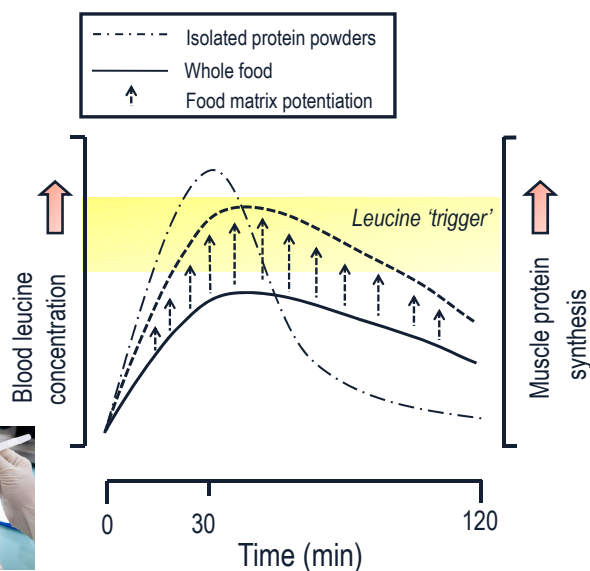 Isolated protein powders
Whole food
Food matrix potentiation
Leucine ‘trigger’
Blood leucine
concentration
Muscle protein
synthesis
0
30
120
Time (min)